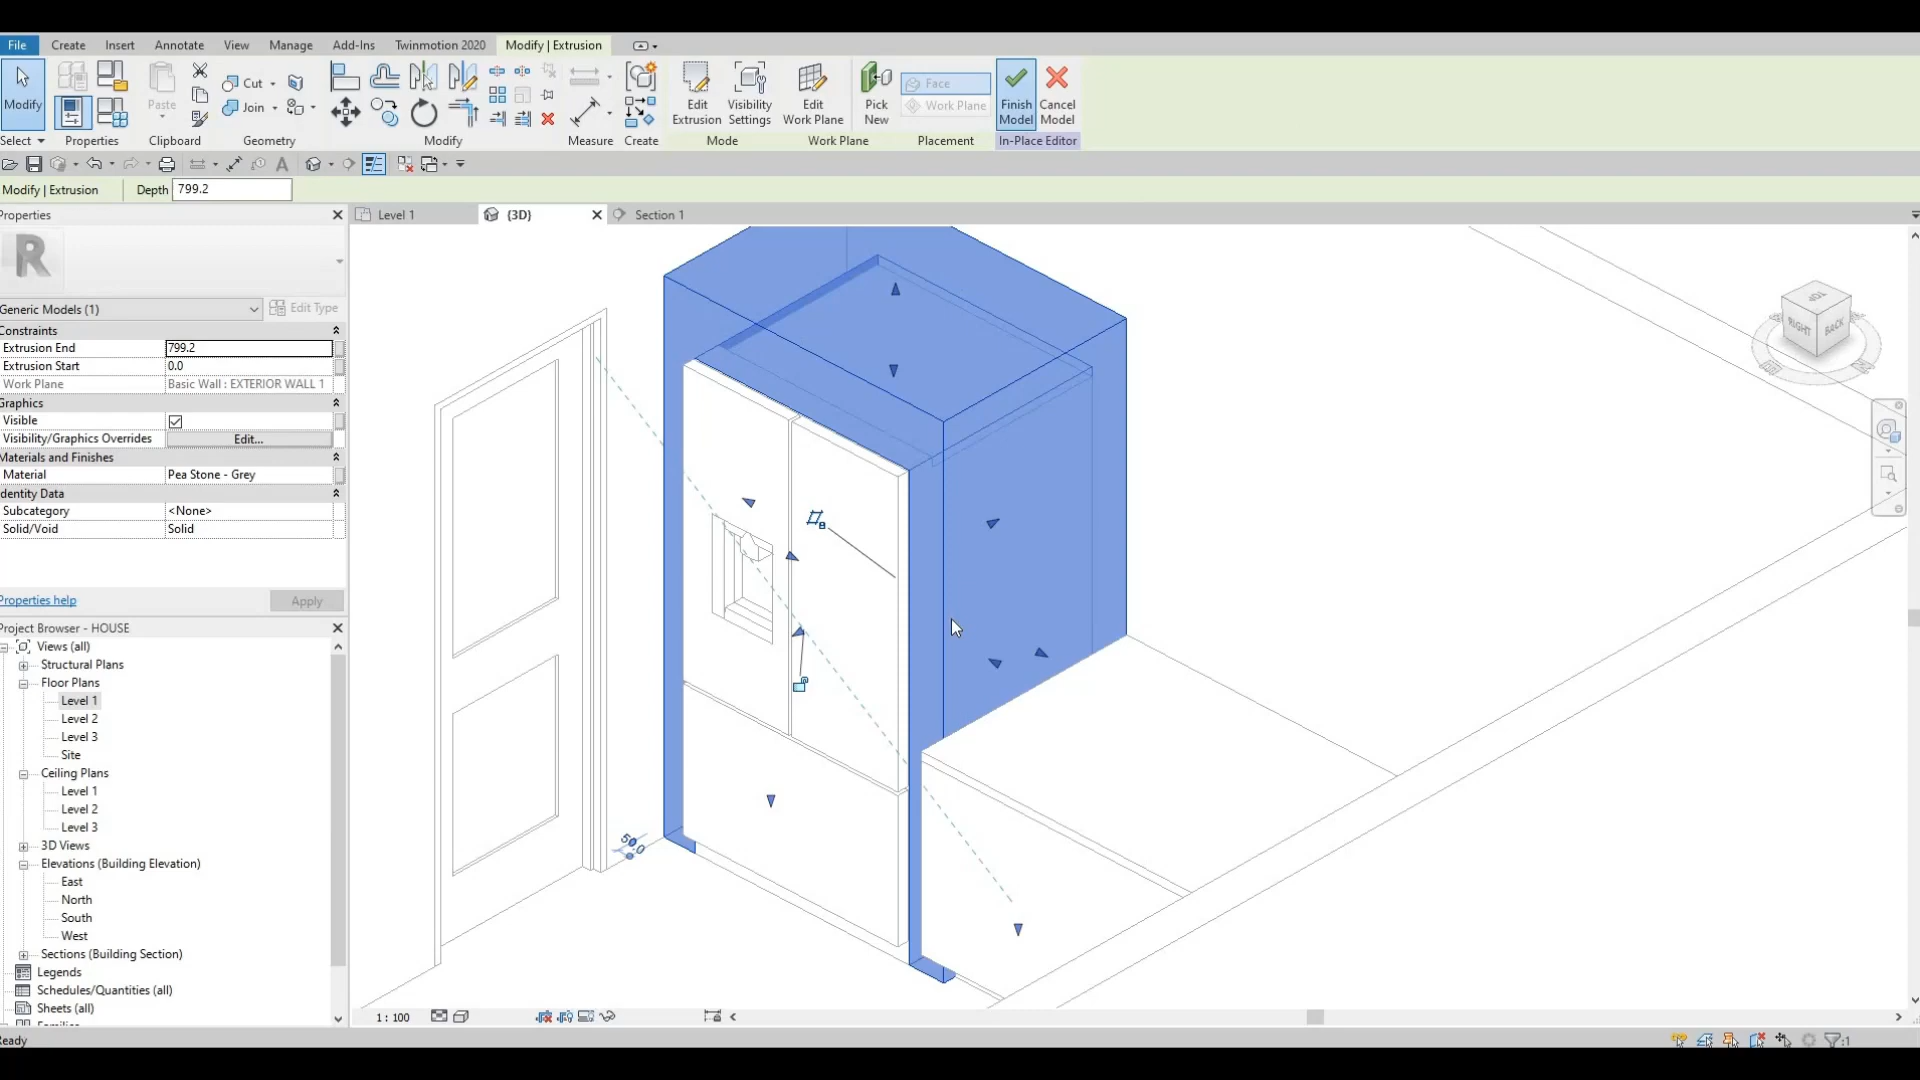 File Create Insert Annotate View Manage Add-Ins Twinmotion 2020 Modify | Extrusion
Modify
Paste
Cut
Join
Edit Extrusion
Visibility Settings
Edit Work Plane
Pick New
Face
Work Plane
Finish Model
Cancel Model
Select Properties Clipboard Geometry Modify Measure Create Mode Work Plane Placement In-Place Editor
Modify | Extrusion Depth 799.2
Properties
Level 1 {3D} Section 1
R
Generic Models (1) Edit Type
Constraints
Extrusion End 799.2
Extrusion Start 0.0
Work Plane Basic Wall : EXTERIOR WALL 1
Graphics
Visible
Visibility/Graphics Overrides Edit...
Materials and Finishes
Material Pea Stone - Grey
Identity Data
Subcategory <None>
Solid/Void Solid
Properties help Apply
Project Browser - HOUSE
Views (all)
Structural Plans
Floor Plans
Level 1
Level 2
Level 3
Site
Ceiling Plans
Level 1
Level 2
Level 3
3D Views
Elevations (Building Elevation)
East
North
South
West
Sections (Building Section)
Legends
Schedules/Quantities (all)
Sheets (all)
50.0
TOP
RIGHT BACK
1 : 100
Ready
:1